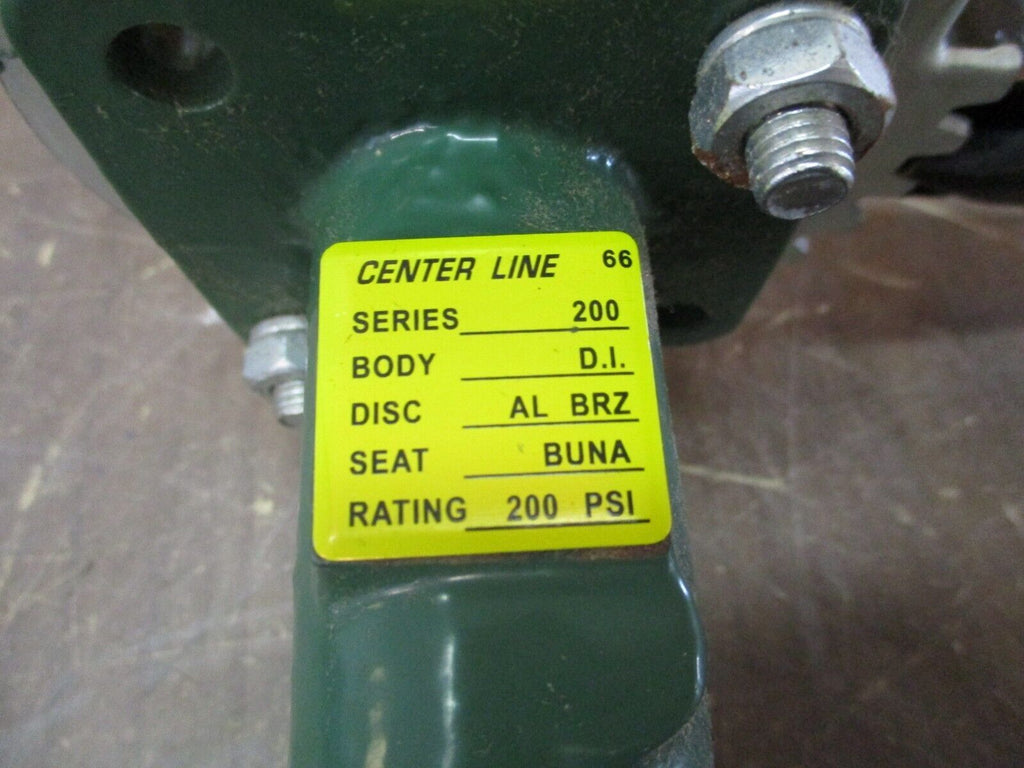 CENTER LINE 66
SERIES 200
BODY D.I.
DISC AL BRZ
SEAT BUNA
RATING 200 PSI